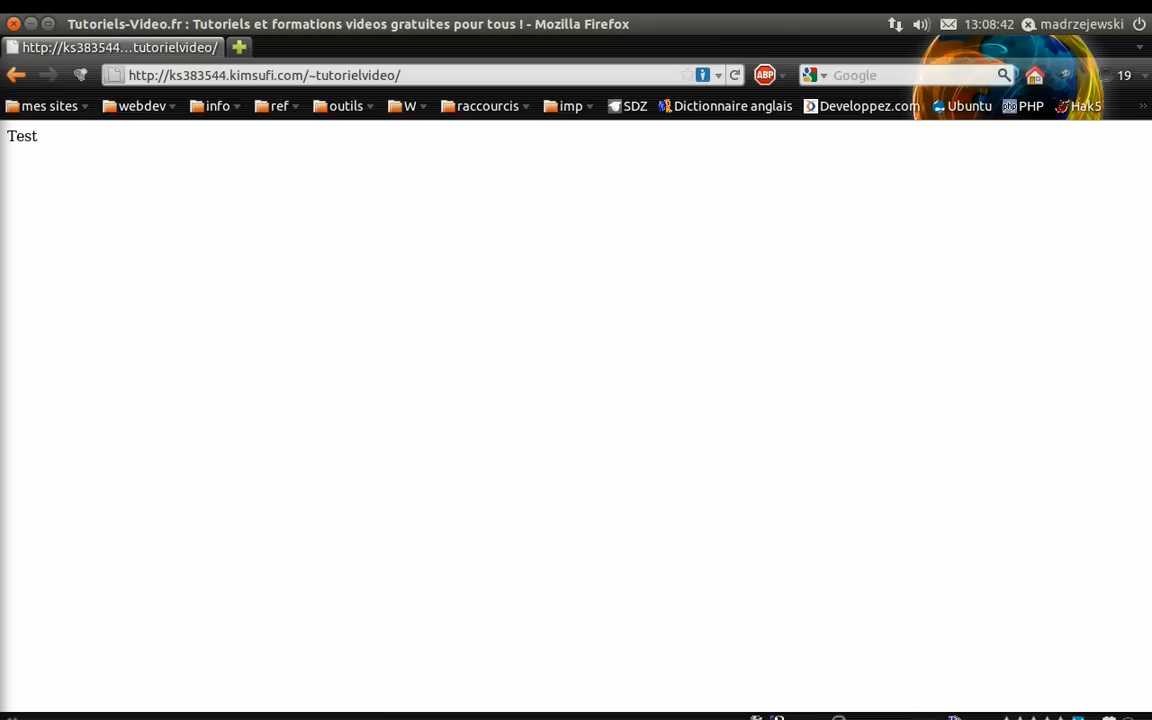 Tutoriels-Video.fr : Tutoriels et formations videos gratuites pour tous ! - Mozilla Firefox 13:08:42 madrzejewski
http://ks383544...tutorielvideo/
http://ks383544.kimsufi.com/~tutorielvideo/ ABP Google 19
mes sites webdev info ref outils W raccourcis imp SDZ Dictionnaire anglais Developpez.com Ubuntu php PHP Hak5 »
Test